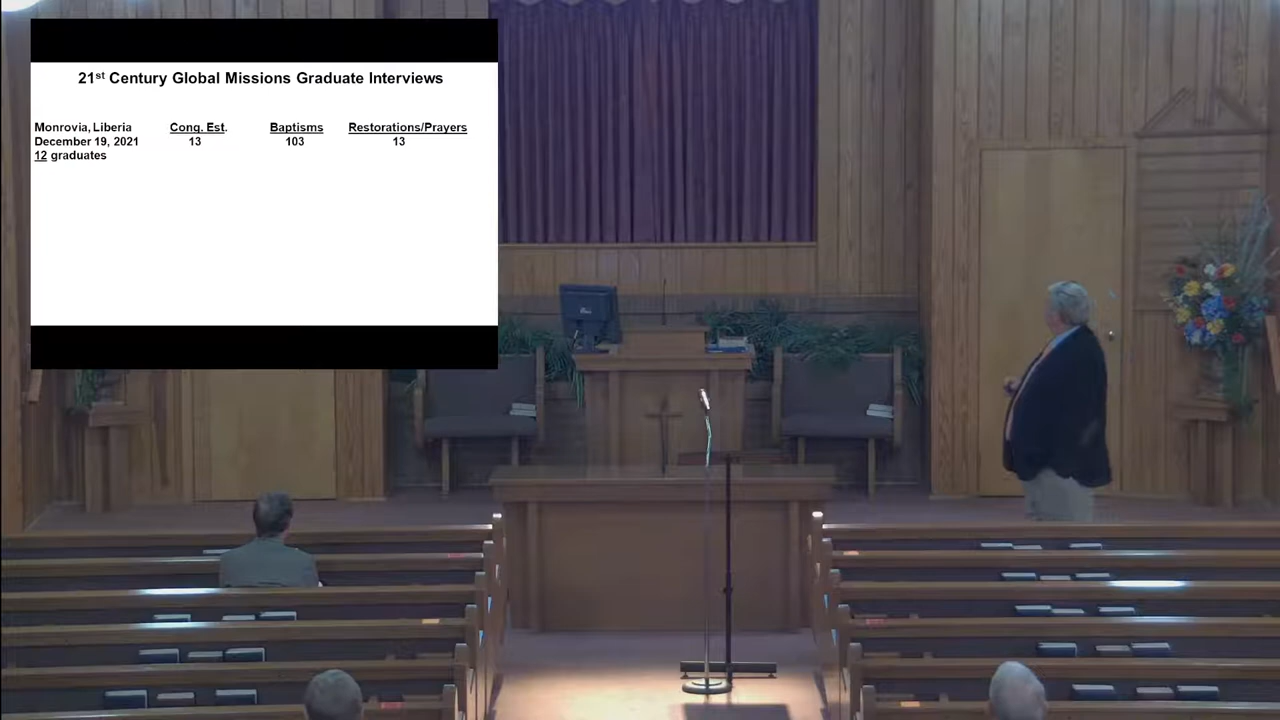 21st Century Global Missions Graduate Interviews
Monrovia, Liberia Cong. Est. Baptisms Restorations/Prayers
December 19, 2021 13 103 13
12 graduates